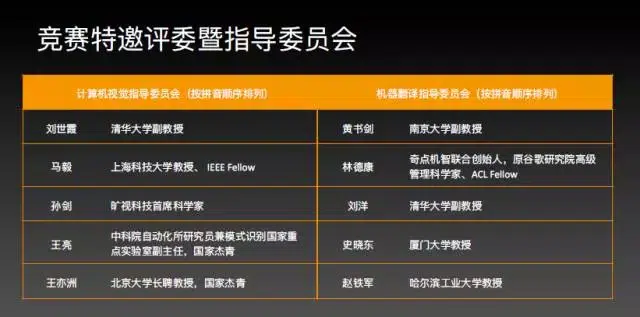 竞赛特邀评委暨指导委员会
计算机视觉指导委员会（按拼音顺序排列） 机器翻译指导委员会（按拼音顺序排列）
刘世霞 清华大学副教授 黄书剑 南京大学副教授
马毅 上海科技大学教授、 IEEE Fellow 林德康 奇点机智联合创始人，原谷歌研究院高级
管理科学家、ACL Fellow
孙剑 旷视科技首席科学家 刘洋 清华大学副教授
王亮 中科院自动化所研究员兼模式识别国家重 史晓东 厦门大学教授
点实验室副主任，国家杰青
王亦洲 北京大学长聘教授，国家杰青 赵铁军 哈尔滨工业大学教授